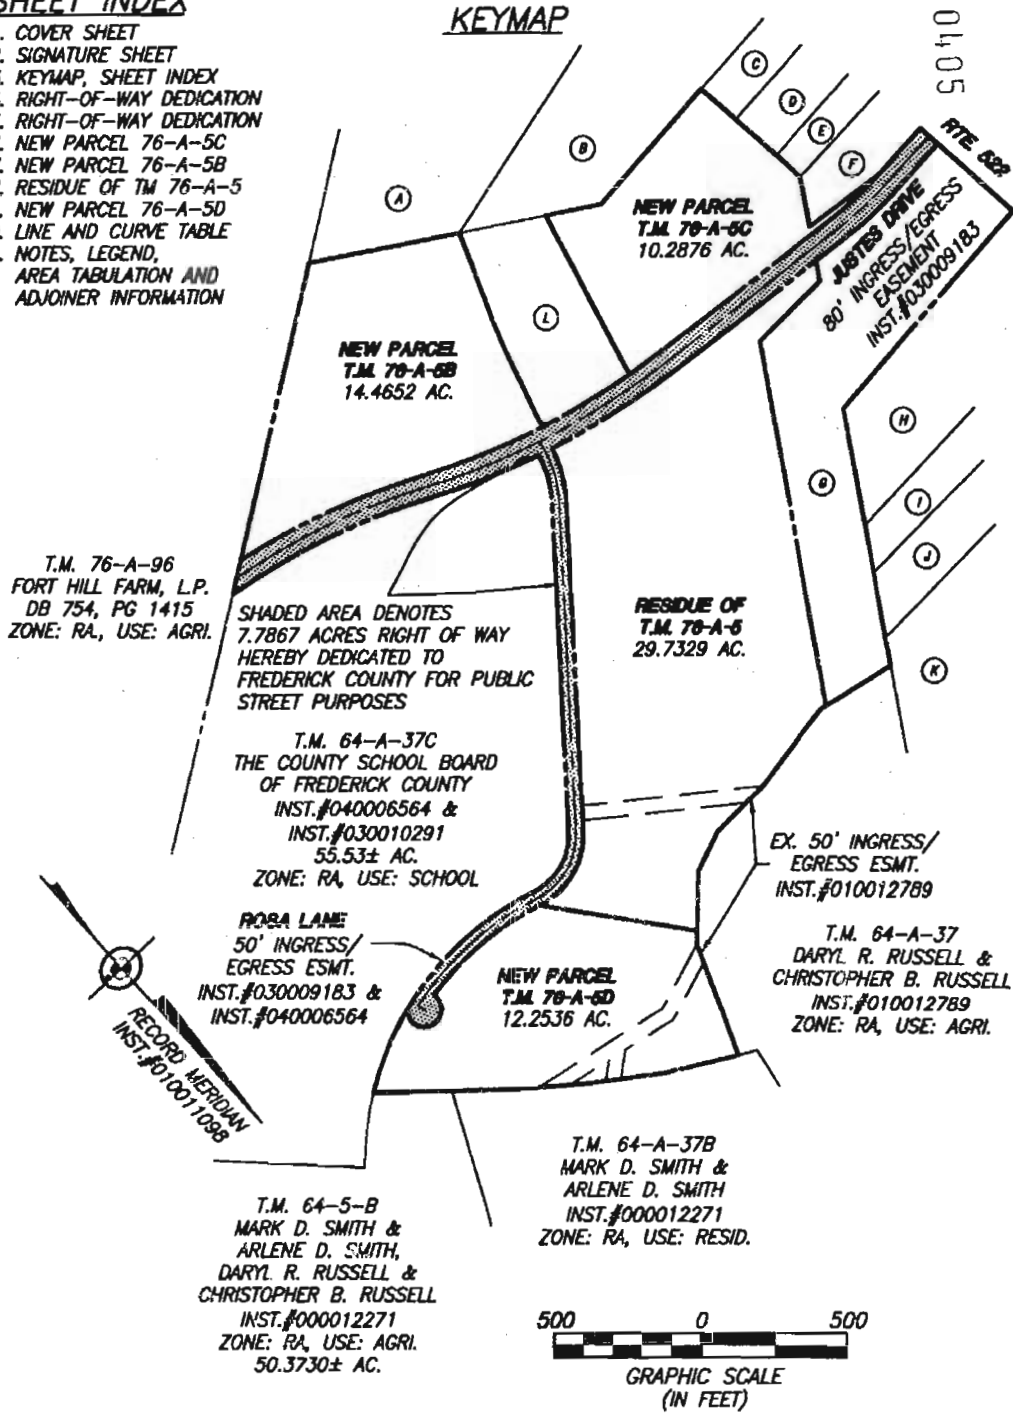 SHEET INDEX
. COVER SHEET
. SIGNATURE SHEET
. KEYMAP, SHEET INDEX
. RIGHT-OF-WAY DEDICATION
. RIGHT-OF-WAY DEDICATION
. NEW PARCEL 76-A-5C
. NEW PARCEL 76-A-5B
. RESIDUE OF TM 76-A-5
. NEW PARCEL 76-A-5D
. LINE AND CURVE TABLE
. NOTES, LEGEND,
AREA TABULATION AND
ADJOINER INFORMATION
KEYMAP
0405
A
B
C
D
E
F
RTE 522
JUSTES DRIVE
80' INGRESS/EGRESS
EASEMENT
INST.#030009183
NEW PARCEL
T.M. 76-A-5C
10.2876 AC.
L
NEW PARCEL
T.M. 76-A-5B
14.4652 AC.
G
H
I
J
K
T.M. 76-A-96
FORT HILL FARM, L.P.
DB 754, PG 1415
ZONE: RA, USE: AGRI.
SHADED AREA DENOTES
7.7867 ACRES RIGHT OF WAY
HEREBY DEDICATED TO
FREDERICK COUNTY FOR PUBLIC
STREET PURPOSES
RESIDUE OF
T.M. 76-A-5
29.7329 AC.
T.M. 64-A-37C
THE COUNTY SCHOOL BOARD
OF FREDERICK COUNTY
INST.#040006564 &
INST.#030010291
55.53± AC.
ZONE: RA, USE: SCHOOL
EX. 50' INGRESS/
EGRESS ESMT.
INST.#010012789
ROSA LANE
50' INGRESS/
EGRESS ESMT.
INST.#030009183 &
INST.#040006564
NEW PARCEL
T.M. 76-A-5D
12.2536 AC.
T.M. 64-A-37
DARYL R. RUSSELL &
CHRISTOPHER B. RUSSELL
INST.#010012789
ZONE: RA, USE: AGRI.
RECORD MERIDIAN
INST.#010011098
T.M. 64-A-37B
MARK D. SMITH &
ARLENE D. SMITH
INST.#000012271
ZONE: RA, USE: RESID.
T.M. 64-5-B
MARK D. SMITH &
ARLENE D. SMITH,
DARYL R. RUSSELL &
CHRISTOPHER B. RUSSELL
INST.#000012271
ZONE: RA, USE: AGRI.
50.3730± AC.
500 0 500
GRAPHIC SCALE
(IN FEET)